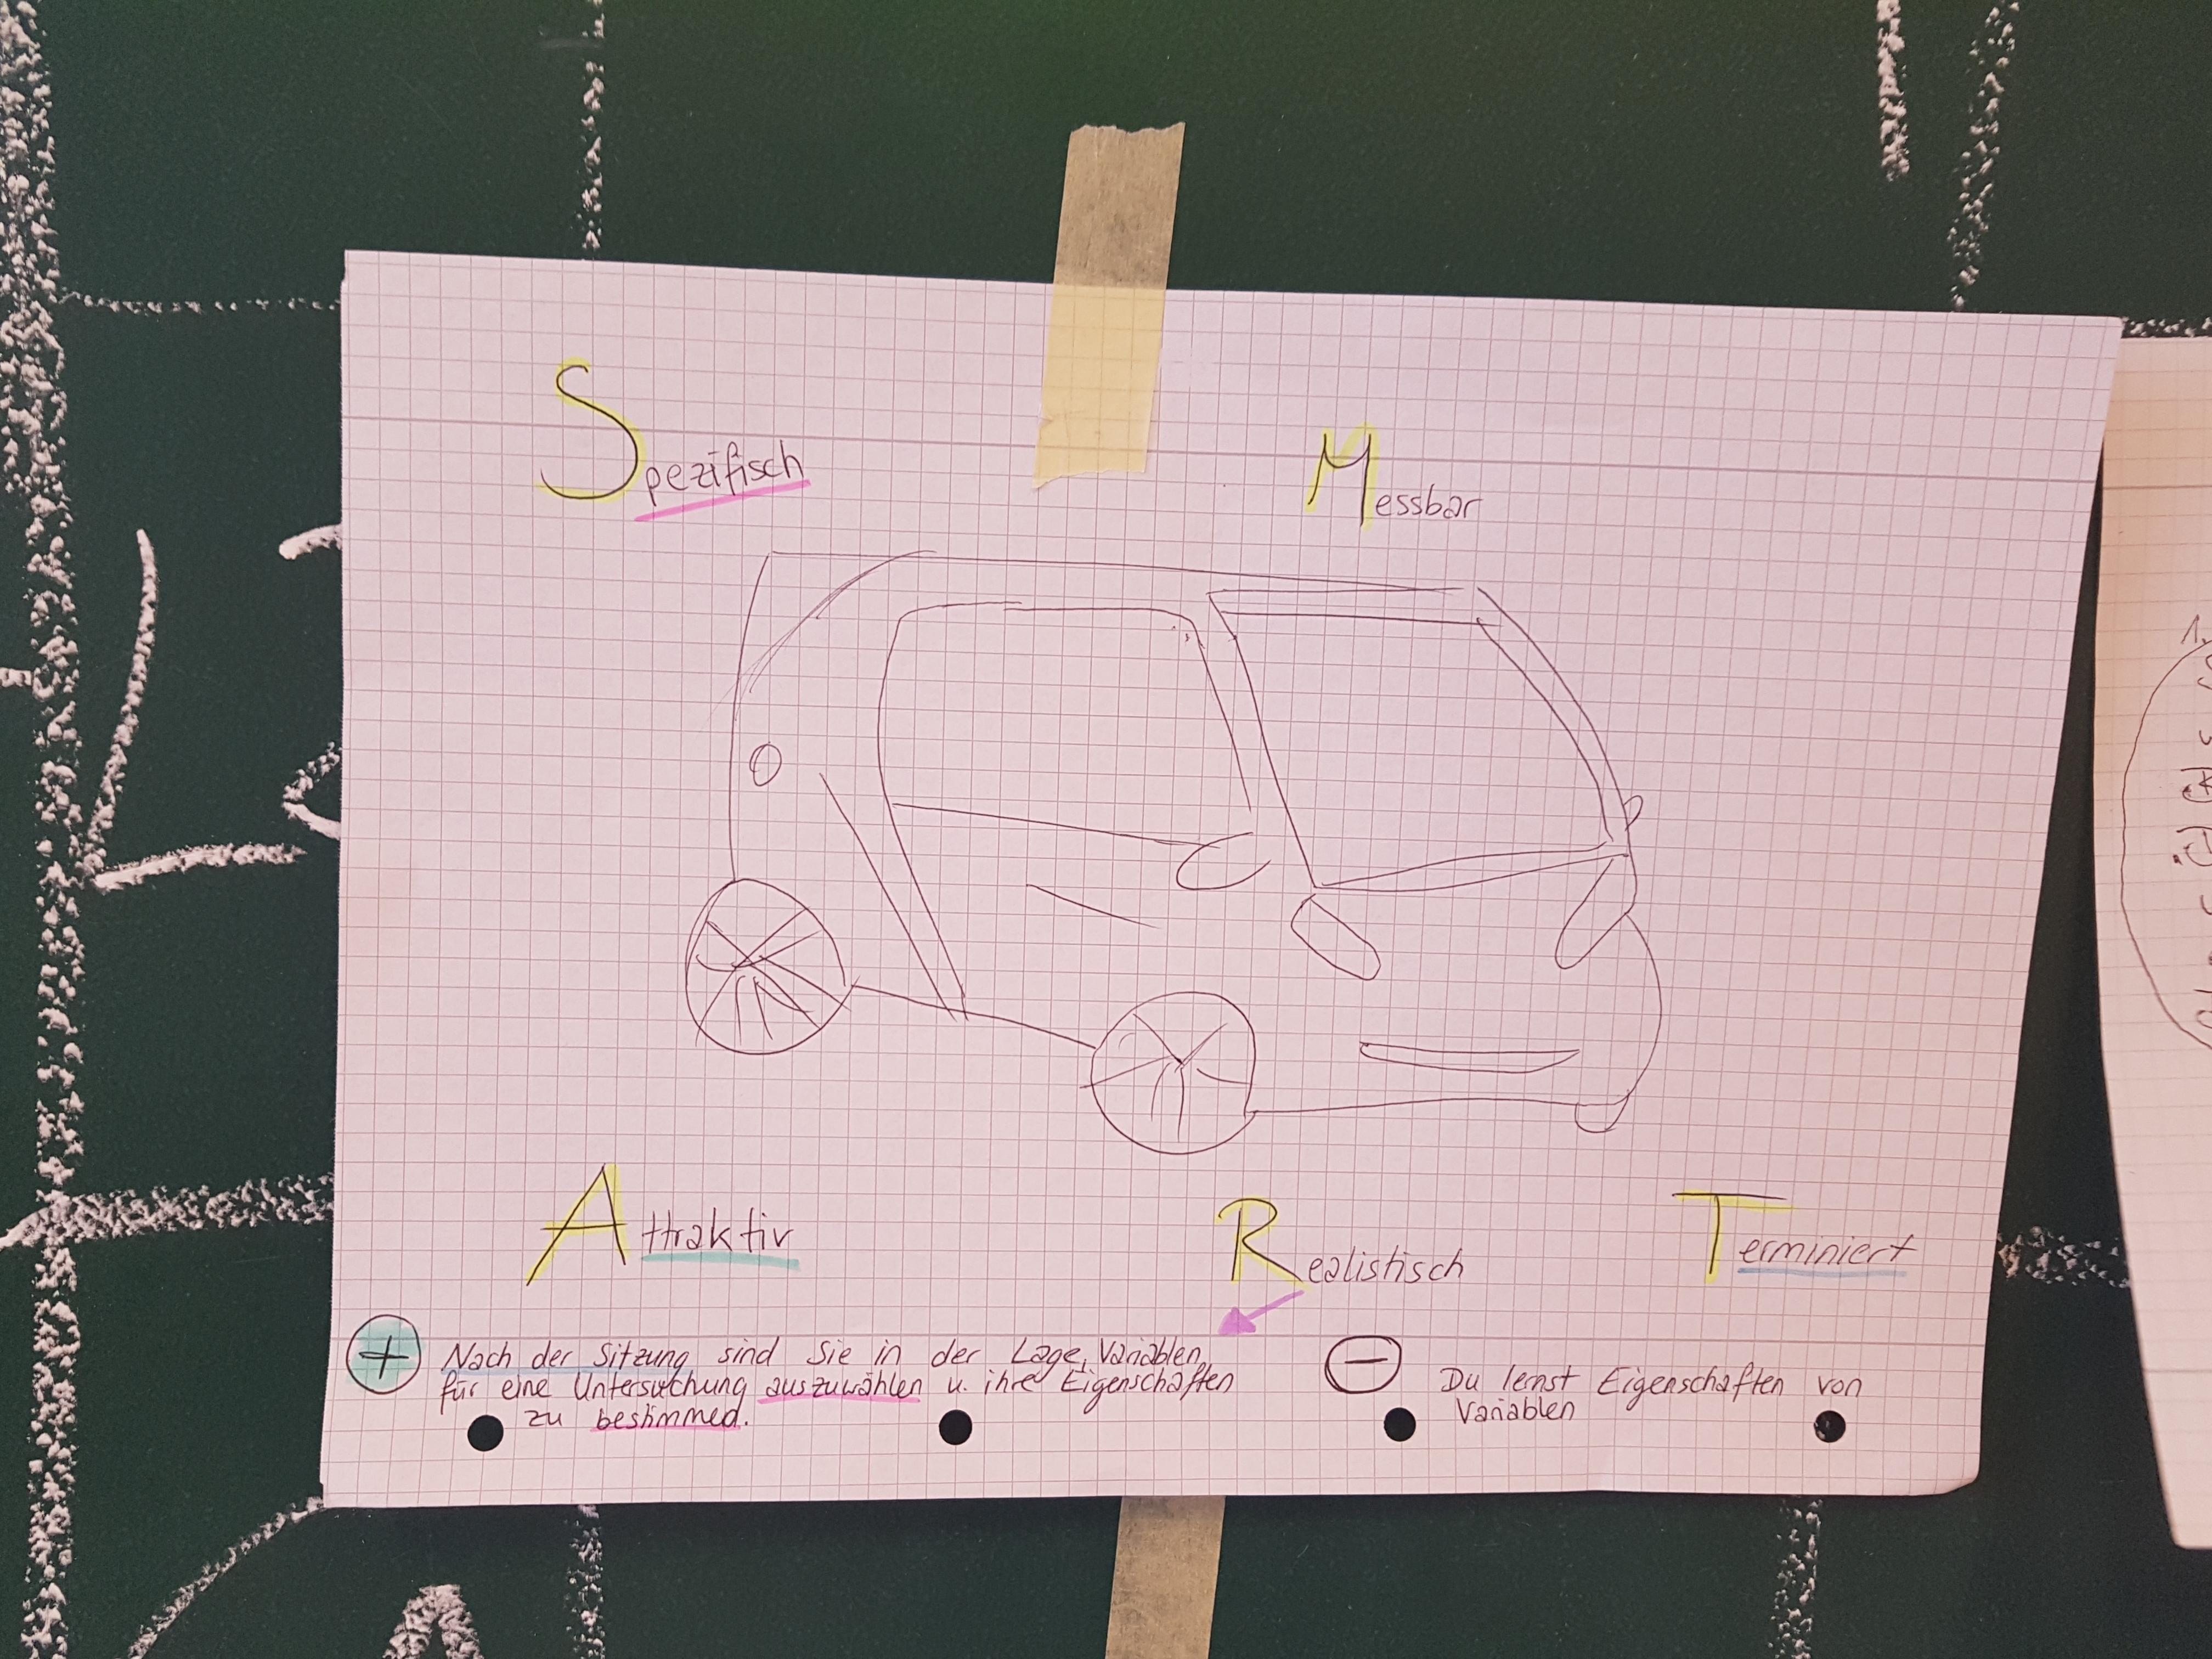 Spezifisch
Messbar
Attraktiv
Realistisch
Terminiert
+ Nach der Sitzung sind Sie in der Lage, Variablen
für eine Untersuchung auszuwählen u. ihre Eigenschaften
zu bestimmed.
− Du lernst Eigenschaften von
Variablen